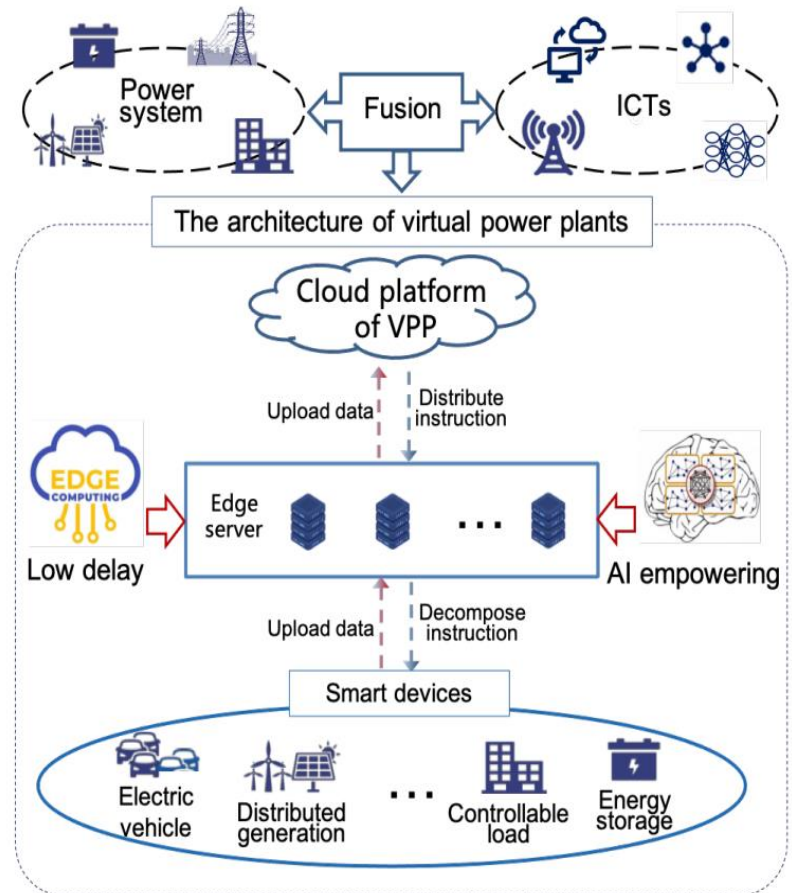 Power
system
Fusion
ICTs
The architecture of virtual power plants
Cloud platform
of VPP
Upload data
Distribute
instruction
EDGE
COMPUTING
Low delay
Edge
server
...
AI empowering
Upload data
Decompose
instruction
Smart devices
Electric
vehicle
Distributed
generation
...
Controllable
load
Energy
storage